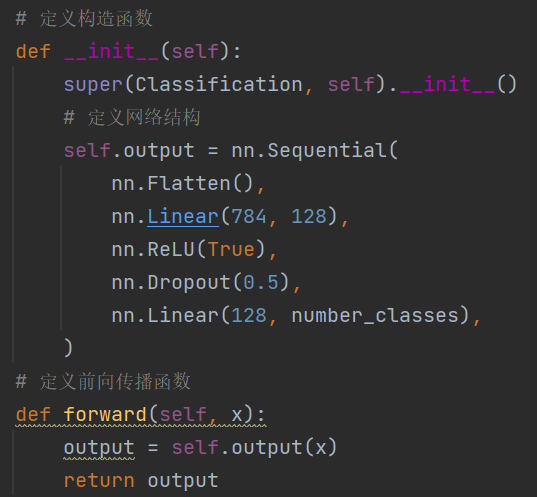 # 定义构造函数
def __init__(self):
    super(Classification, self).__init__()
    # 定义网络结构
    self.output = nn.Sequential(
        nn.Flatten(),
        nn.Linear(784, 128),
        nn.ReLU(True),
        nn.Dropout(0.5),
        nn.Linear(128, number_classes),
    )
# 定义前向传播函数
def forward(self, x):
    output = self.output(x)
    return output